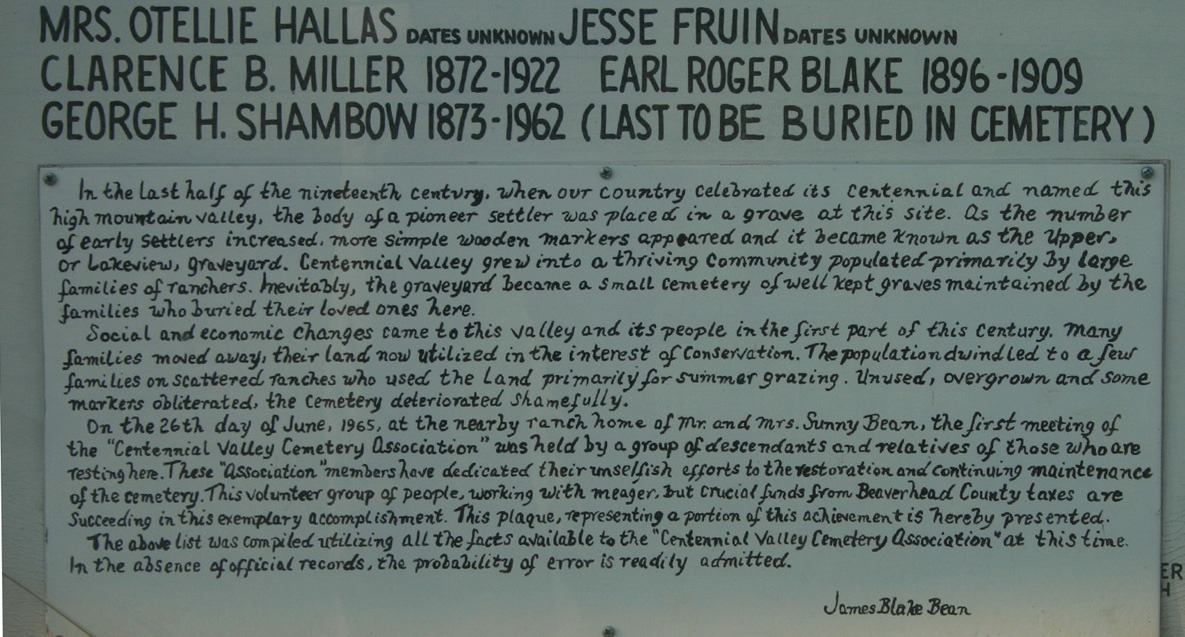 MRS. OTELLIE HALLAS DATES UNKNOWN JESSE FRUIN DATES UNKNOWN
CLARENCE B. MILLER 1872-1922 EARL ROGER BLAKE 1896-1909
GEORGE H. SHAMBOW 1873-1962 (LAST TO BE BURIED IN CEMETERY)
In the last half of the nineteenth century, when our country celebrated its centennial and named this
high mountain valley, the body of a pioneer settler was placed in a grave at this site. As the number
of early settlers increased, more simple wooden markers appeared and it became known as the Upper,
or Lakeview, graveyard. Centennial Valley grew into a thriving community populated primarily by large
families of ranchers. Inevitably, the graveyard became a small cemetery of well kept graves maintained by the
families who buried their loved ones here.
Social and economic changes came to this valley and its people in the first part of this century. Many
families moved away; their land now utilized in the interest of conservation. The population dwindled to a few
families on scattered ranches who used the land primarily for summer grazing. Unused, overgrown and some
markers obliterated, the cemetery deteriorated shamefully.
On the 26th day of June, 1965, at the nearby ranch home of Mr. and Mrs. Sunny Bean, the first meeting of
the "Centennial Valley Cemetery Association" was held by a group of descendants and relatives of those who are
resting here. These "Association" members have dedicated their unselfish efforts to the restoration and continuing maintenance
of the cemetery. This volunteer group of people, working with meager, but crucial funds from Beaverhead County taxes are
succeeding in this exemplary accomplishment. This plaque, representing a portion of this achievement is hereby presented.
The above list was compiled utilizing all the facts available to the "Centennial Valley Cemetery Association" at this time.
In the absence of official records, the probability of error is readily admitted.
James Blake Bean
ER
H